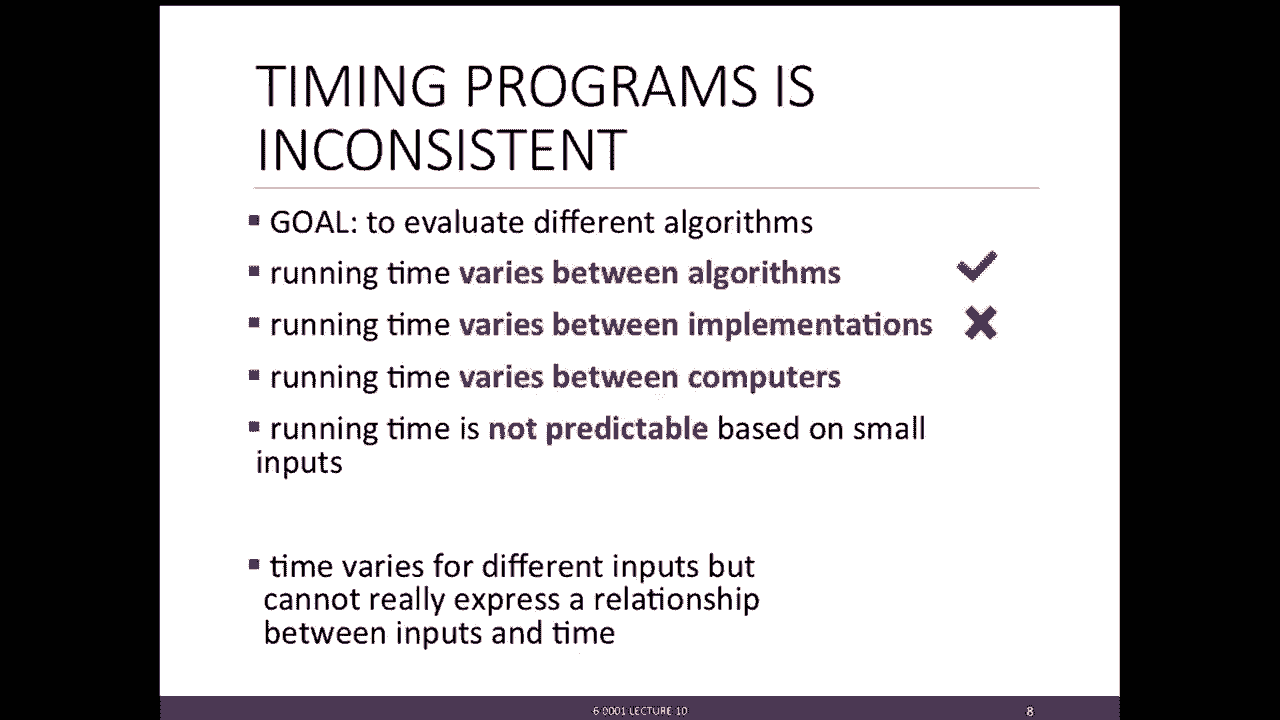 TIMING PROGRAMS IS
INCONSISTENT
▪ GOAL: to evaluate different algorithms
▪ running time varies between algorithms
▪ running time varies between implementations
▪ running time varies between computers
▪ running time is not predictable based on small
inputs
▪ time varies for different inputs but
cannot really express a relationship
between inputs and time
6.0001 LECTURE 10
8